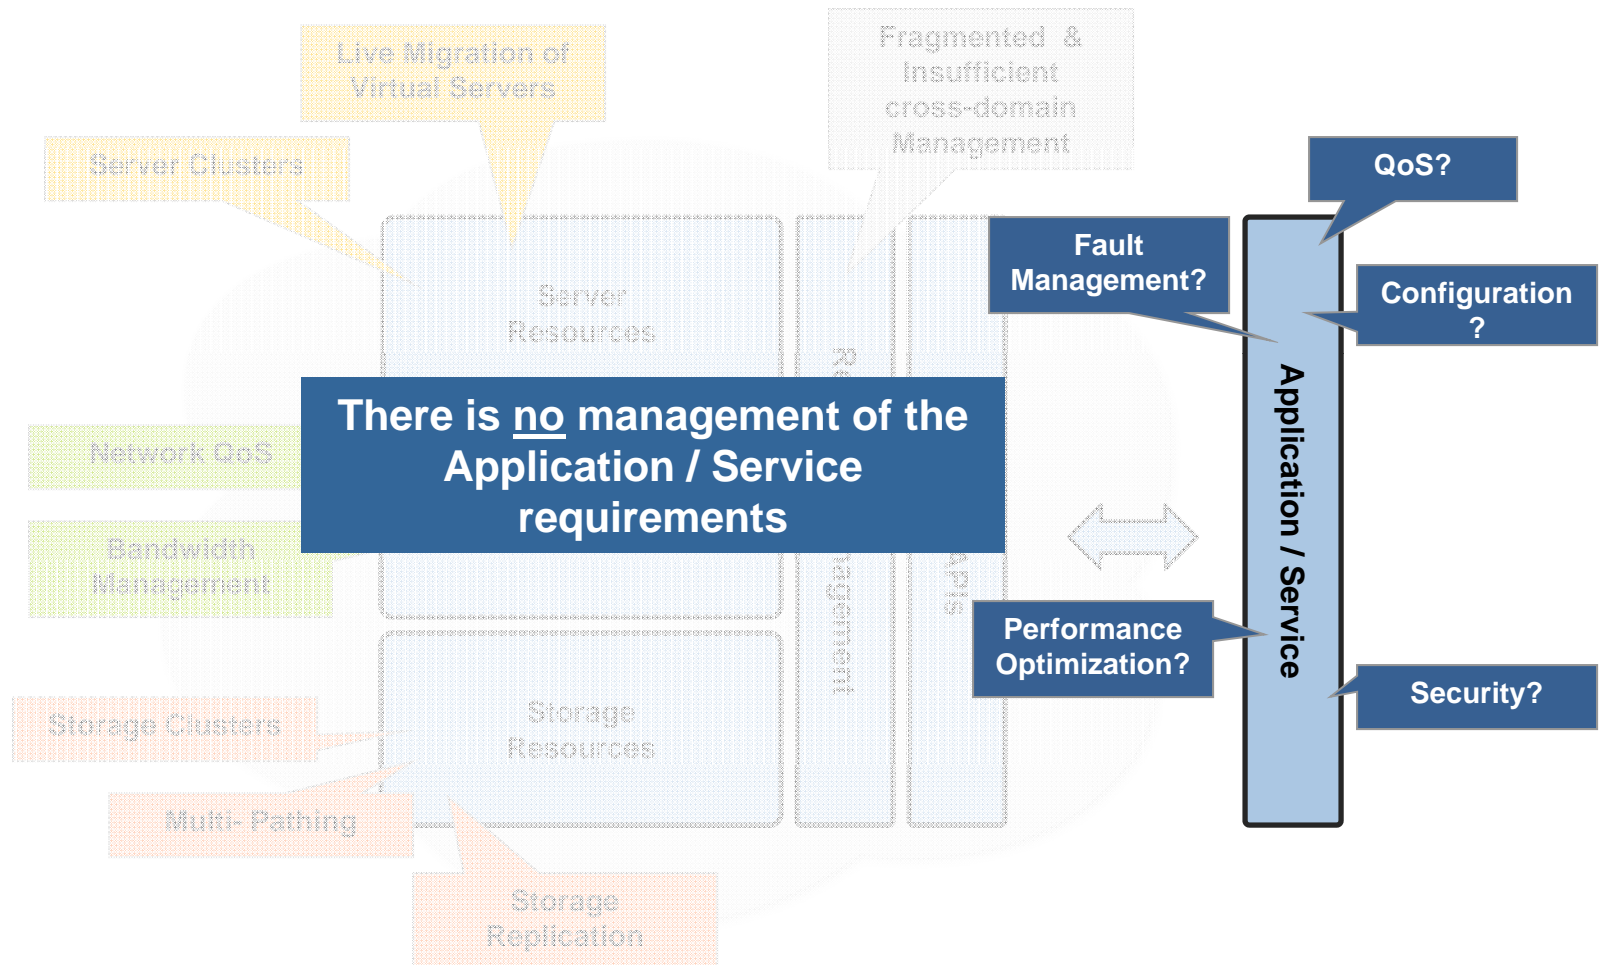 Live Migration of
Virtual Servers
Fragmented &
Insufficient
cross-domain
Management
Server Clusters
QoS?
Fault
Management?
Configuration
?
Server
Resources
There is no management of the
Application / Service
requirements
Network QoS
Bandwidth
Management
APIs
Application / Service
Performance
Optimization?
Security?
Storage Clusters
Storage
Resources
Multi- Pathing
Storage
Replication